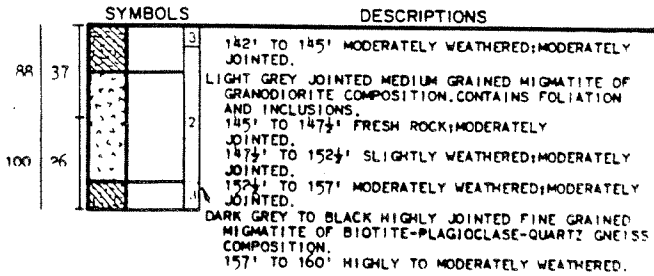 SYMBOLS DESCRIPTIONS
3
142' TO 145' MODERATELY WEATHERED;MODERATELY
JOINTED.
88 37
LIGHT GREY JOINTED MEDIUM GRAINED MIGMATITE OF
GRANODIORITE COMPOSITION.CONTAINS FOLIATION
AND INCLUSIONS.
2
145' TO 147½' FRESH ROCK;MODERATELY
JOINTED.
100 26
147½' TO 152½' SLIGHTLY WEATHERED;MODERATELY
JOINTED.
152½' TO 157' MODERATELY WEATHERED;MODERATELY
JOINTED.
DARK GREY TO BLACK HIGHLY JOINTED FINE GRAINED
MIGMATITE OF BIOTITE-PLAGIOCLASE-QUARTZ GNEISS
COMPOSITION.
157' TO 160' HIGHLY TO MODERATELY WEATHERED.